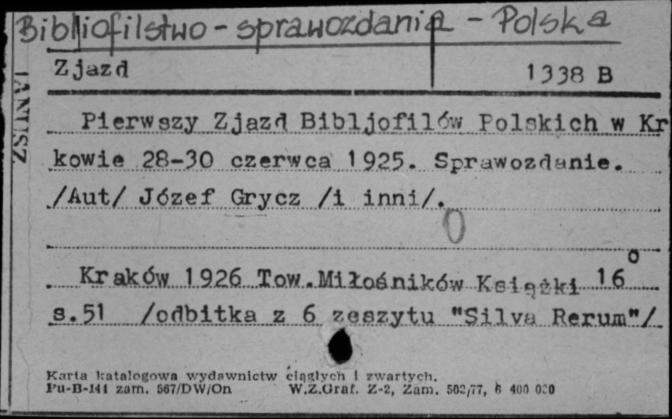 Bibljofilstwo - sprawozdania - Polska
Zjazd 1338 B
JANUSZ
Pierwszy Zjazd Bibljofilów Polskich w Kr
kowie 28-30 czerwca 1925. Sprawozdanie.
/Aut/ Józef Grycz /i inni/.
0
Kraków 1926 Tow.Miłośników Książki 16°
s.51 /odbitka z 6 zeszytu "Silva Rerum"/.
Karta katalogowa wydawnictw ciągłych i zwartych.
Pu-B-141 zam. 567/DW/On W.Z.Graf. Z-2, Zam. 502/77, 6 400 000